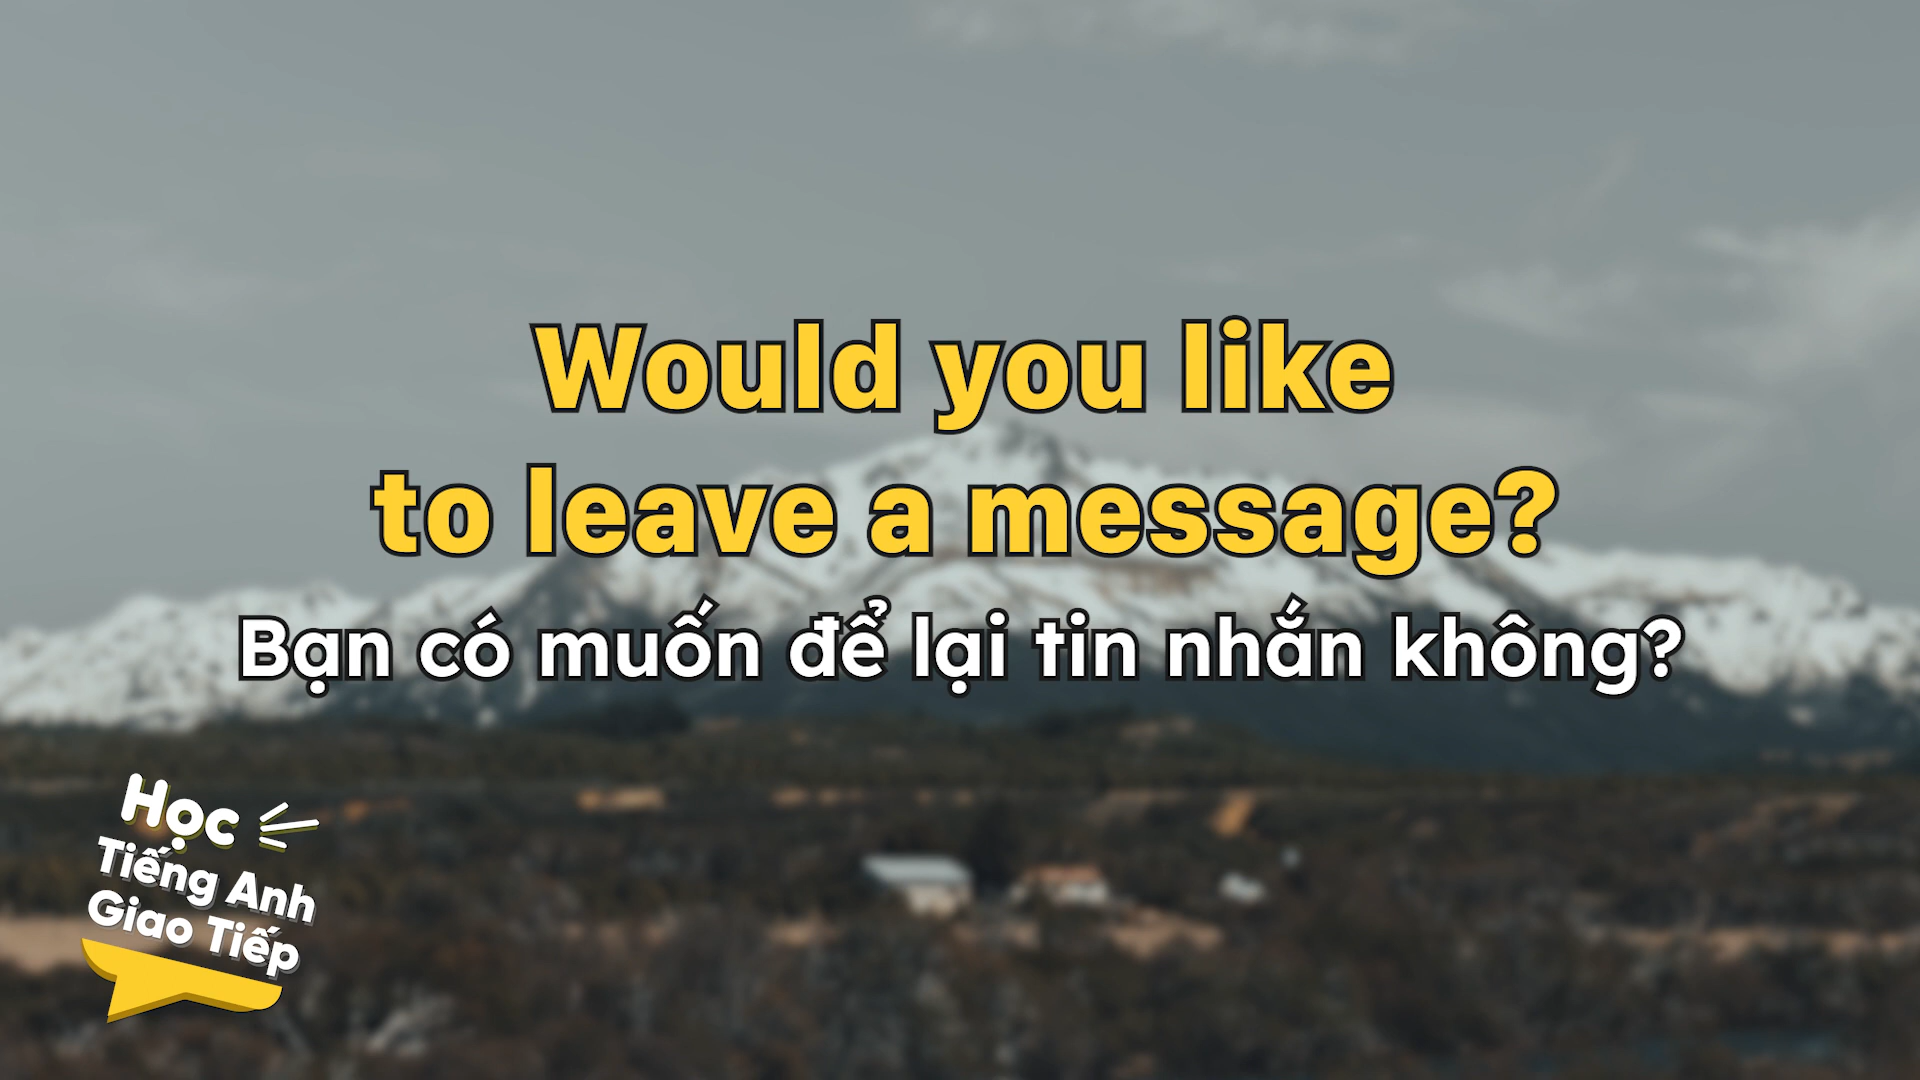 Would you like
to leave a message?
Bạn có muốn để lại tin nhắn không?
Học
Tiếng Anh
Giao Tiếp